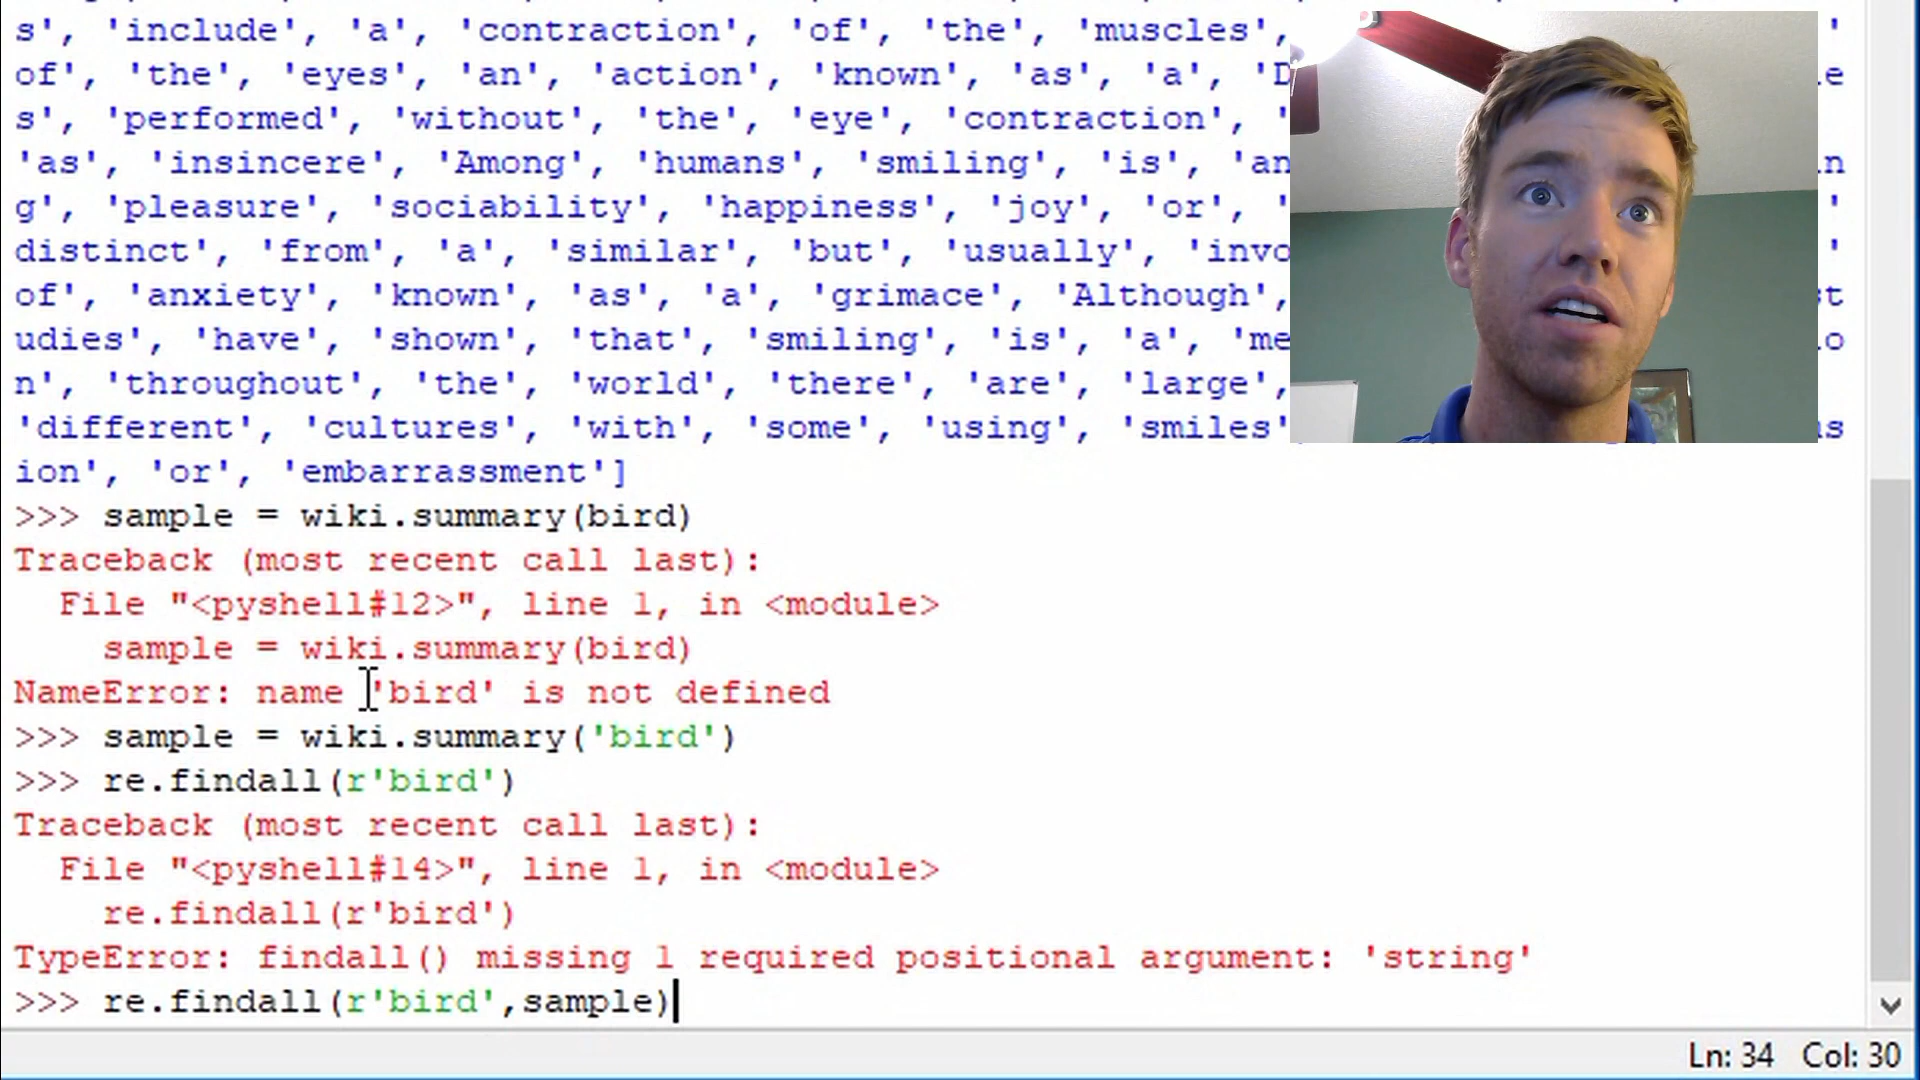 s', 'include', 'a', 'contraction', 'of', 'the', 'muscles', '
of', 'the', 'eyes', 'an', 'action', 'known', 'as', 'a', 'D e
s', 'performed', 'without', 'the', 'eye', 'contraction', '
'as', 'insincere', 'Among', 'humans', 'smiling', 'is', 'an n
g', 'pleasure', 'sociability', 'happiness', 'joy', 'or', ' '
distinct', 'from', 'a', 'similar', 'but', 'usually', 'invo '
of', 'anxiety', 'known', 'as', 'a', 'grimace', 'Although', st
udies', 'have', 'shown', 'that', 'smiling', 'is', 'a', 'me o
n', 'throughout', 'the', 'world', 'there', 'are', 'large',
'different', 'cultures', 'with', 'some', 'using', 'smiles' s
ion', 'or', 'embarrassment']
>>> sample = wiki.summary(bird)
Traceback (most recent call last):
File "<pyshell#12>", line 1, in <module>
sample = wiki.summary(bird)
NameError: name 'bird' is not defined
>>> sample = wiki.summary('bird')
>>> re.findall(r'bird')
Traceback (most recent call last):
File "<pyshell#14>", line 1, in <module>
re.findall(r'bird')
TypeError: findall() missing 1 required positional argument: 'string'
>>> re.findall(r'bird',sample)
Ln: 34 Col: 30